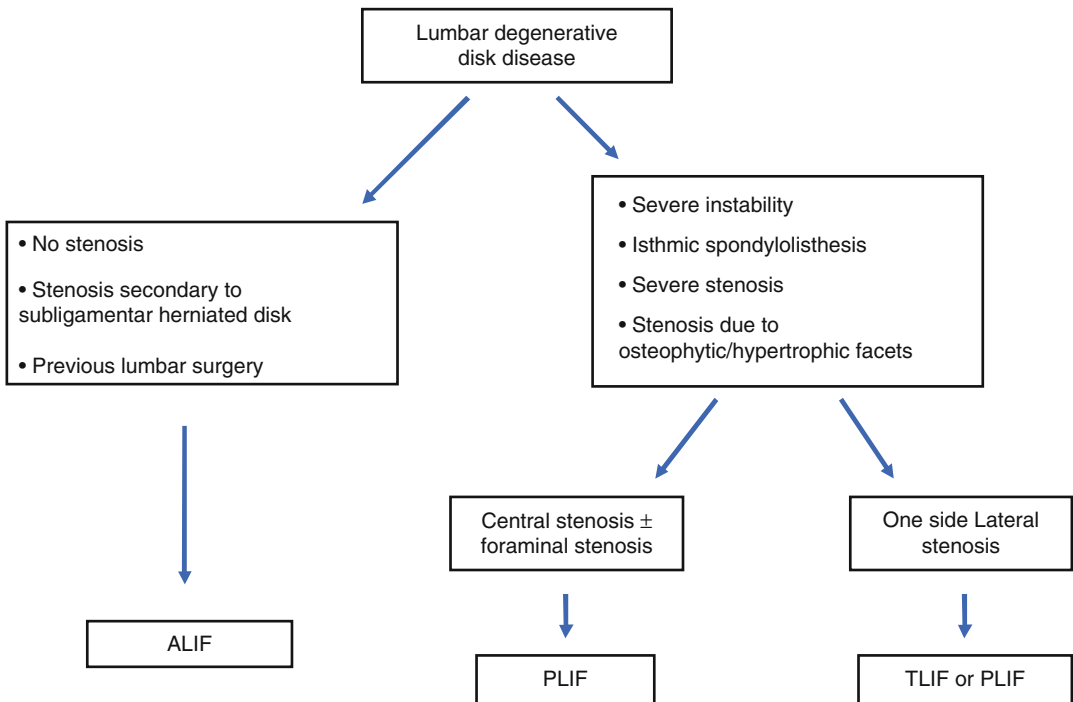 Lumbar degenerative
disk disease
• No stenosis
• Stenosis secondary to
subligamentar herniated disk
• Previous lumbar surgery
• Severe instability
• Isthmic spondylolisthesis
• Severe stenosis
• Stenosis due to
osteophytic/hypertrophic facets
Central stenosis ±
foraminal stenosis
One side Lateral
stenosis
ALIF
PLIF
TLIF or PLIF